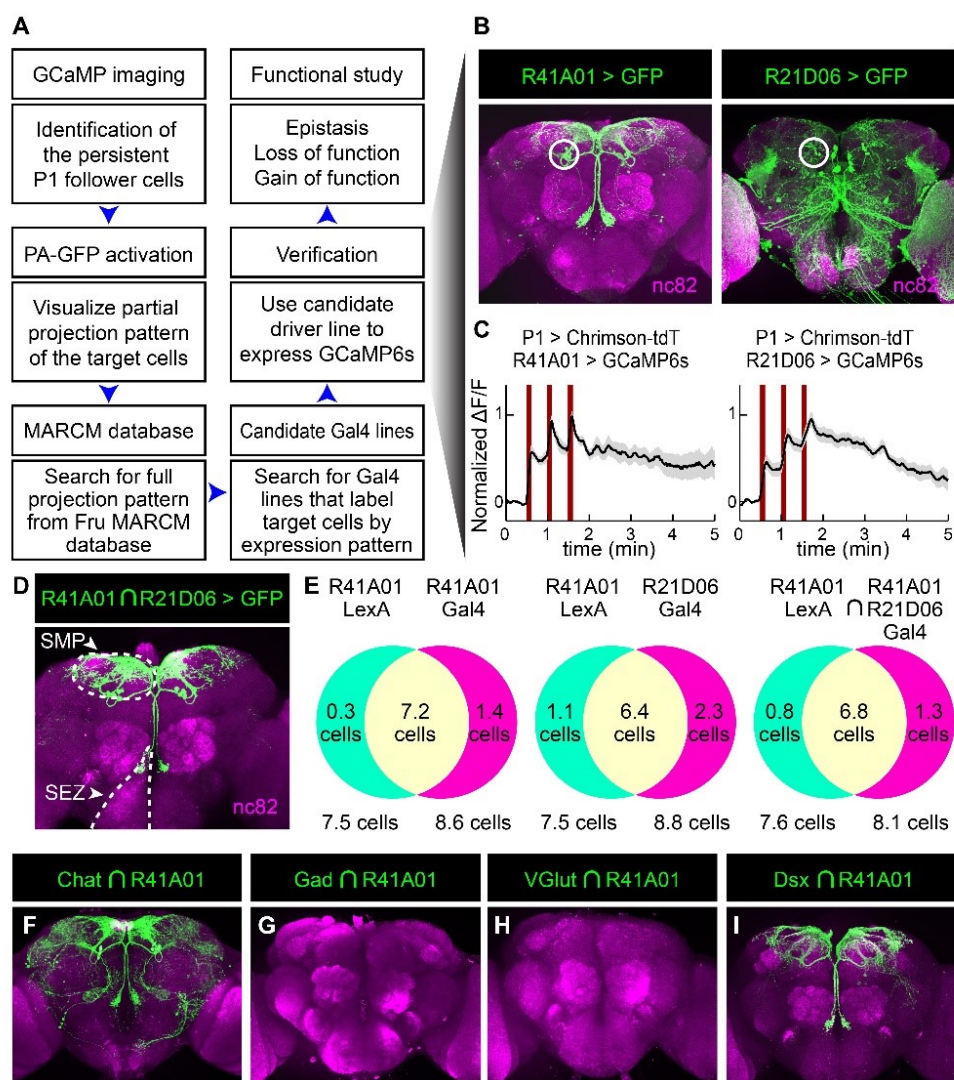 A
GCaMP imaging
Identification of
the persistent
P1 follower cells
PA-GFP activation
Visualize partial
projection pattern
of the target cells
MARCM database
Search for full
projection pattern
from Fru MARCM
database
Functional study
Epistasis
Loss of function
Gain of function
Verification
Use candidate
driver line to
express GCaMP6s
Candidate Gal4 lines
Search for Gal4
lines that label
target cells by
expression pattern
B
R41A01 > GFP
nc82
R21D06 > GFP
nc82
C
P1 > Chrimson-tdT
R41A01 > GCaMP6s
Normalized ΔF/F
1
0
0 1 2 3 4 5
time (min)
P1 > Chrimson-tdT
R21D06 > GCaMP6s
1
0
0 1 2 3 4 5
time (min)
D
R41A01 ∩ R21D06 > GFP
SMP
SEZ
nc82
E
R41A01
LexA
R41A01
Gal4
0.3
cells
7.2
cells
1.4
cells
7.5 cells
8.6 cells
R41A01
LexA
R21D06
Gal4
1.1
cells
6.4
cells
2.3
cells
7.5 cells
8.8 cells
R41A01
LexA
R41A01
∩ R21D06
Gal4
0.8
cells
6.8
cells
1.3
cells
7.6 cells
8.1 cells
Chat ∩ R41A01
F
Gad ∩ R41A01
G
VGlut ∩ R41A01
H
Dsx ∩ R41A01
I